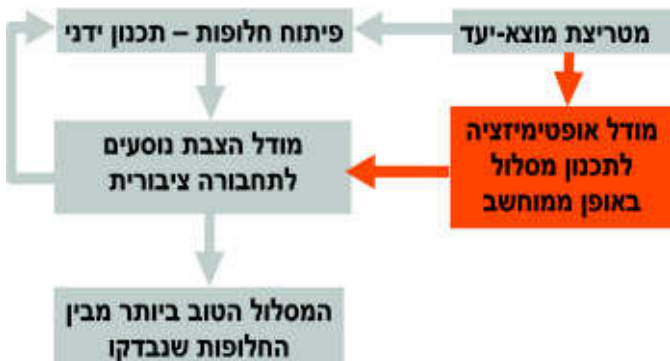 מטריצת מוצא-יעד
פיתוח חלופות – תכנון ידני
מודל אופטימיזציה
לתכנון מסלול
באופן ממוחשב
מודל הצבת נוסעים
לתחבורה ציבורית
המסלול הטוב ביותר מבין
החלופות שנבדקו